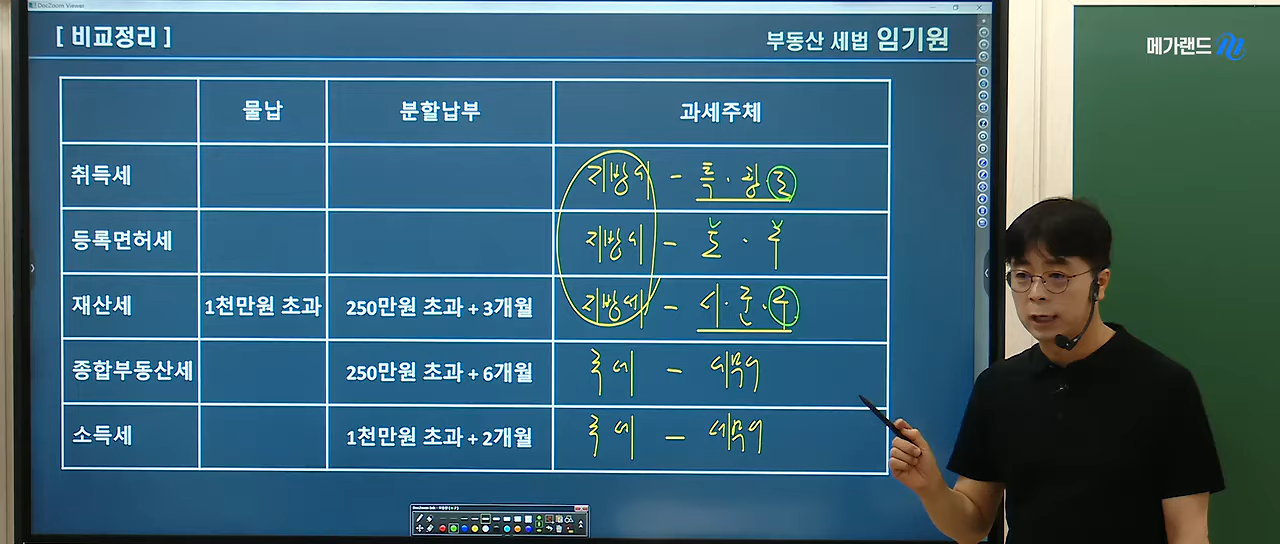 DocZoom Viewer
[ 비교정리 ]
부동산 세법 임기원
메가랜드
물납 분할납부 과세주체
취득세 지방세 - 특·광·도
등록면허세 지방세 - 도·구
재산세 1천만원 초과 250만원 초과 + 3개월 지방세 - 시·군·구
종합부동산세 250만원 초과 + 6개월 국세 - 세무서
소득세 1천만원 초과 + 2개월 국세 - 세무서